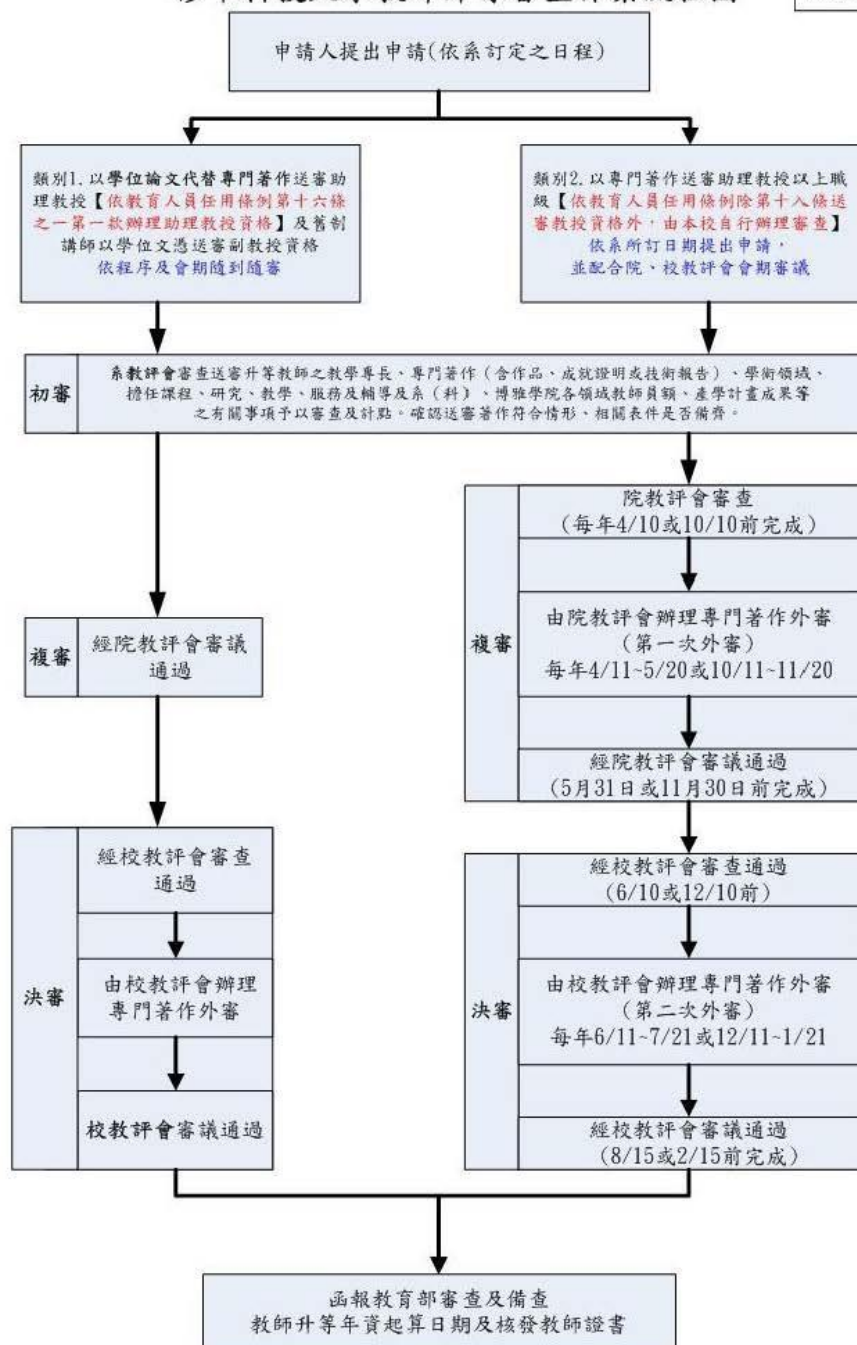 申請人提出申請(依系訂定之日程)
類別1.以學位論文代替專門著作送審助
理教授【依教育人員任用條例第十六條
之一第一款辦理助理教授資格】及舊制
講師以學位文憑送審副教授資格
依程序及會期隨到隨審
類別2.以專門著作送審助理教授以上職
級【依教育人員任用條例除第十八條送
審教授資格外，由本校自行辦理審查】
依系所訂日期提出申請，
並配合院、校教評會會期審議
初審
系教評會審查送審升等教師之教學專長、專門著作（含作品、成就證明或技術報告）、學術領域、
擔任課程、研究、教學、服務及輔導及系（科）、博雅學院各領域教師員額、產學計畫成果等
之有關事項予以審查及計點。確認送審著作符合情形、相關表件是否備齊。
複審
經院教評會審議
通過
決審
經校教評會審查
通過
由校教評會辦理
專門著作外審
校教評會審議通過
複審
院教評會審查
(每年4/10或10/10前完成)
由院教評會辦理專門著作外審
(第一次外審)
每年4/11~5/20或10/11~11/20
經院教評會審議通過
(5月31日或11月30日前完成)
決審
經校教評會審查通過
(6/10或12/10前)
由校教評會辦理專門著作外審
(第二次外審)
每年6/11~7/21或12/11~1/21
經校教評會審議通過
(8/15或2/15前完成)
函報教育部審查及備查
教師升等年資起算日期及核發教師證書